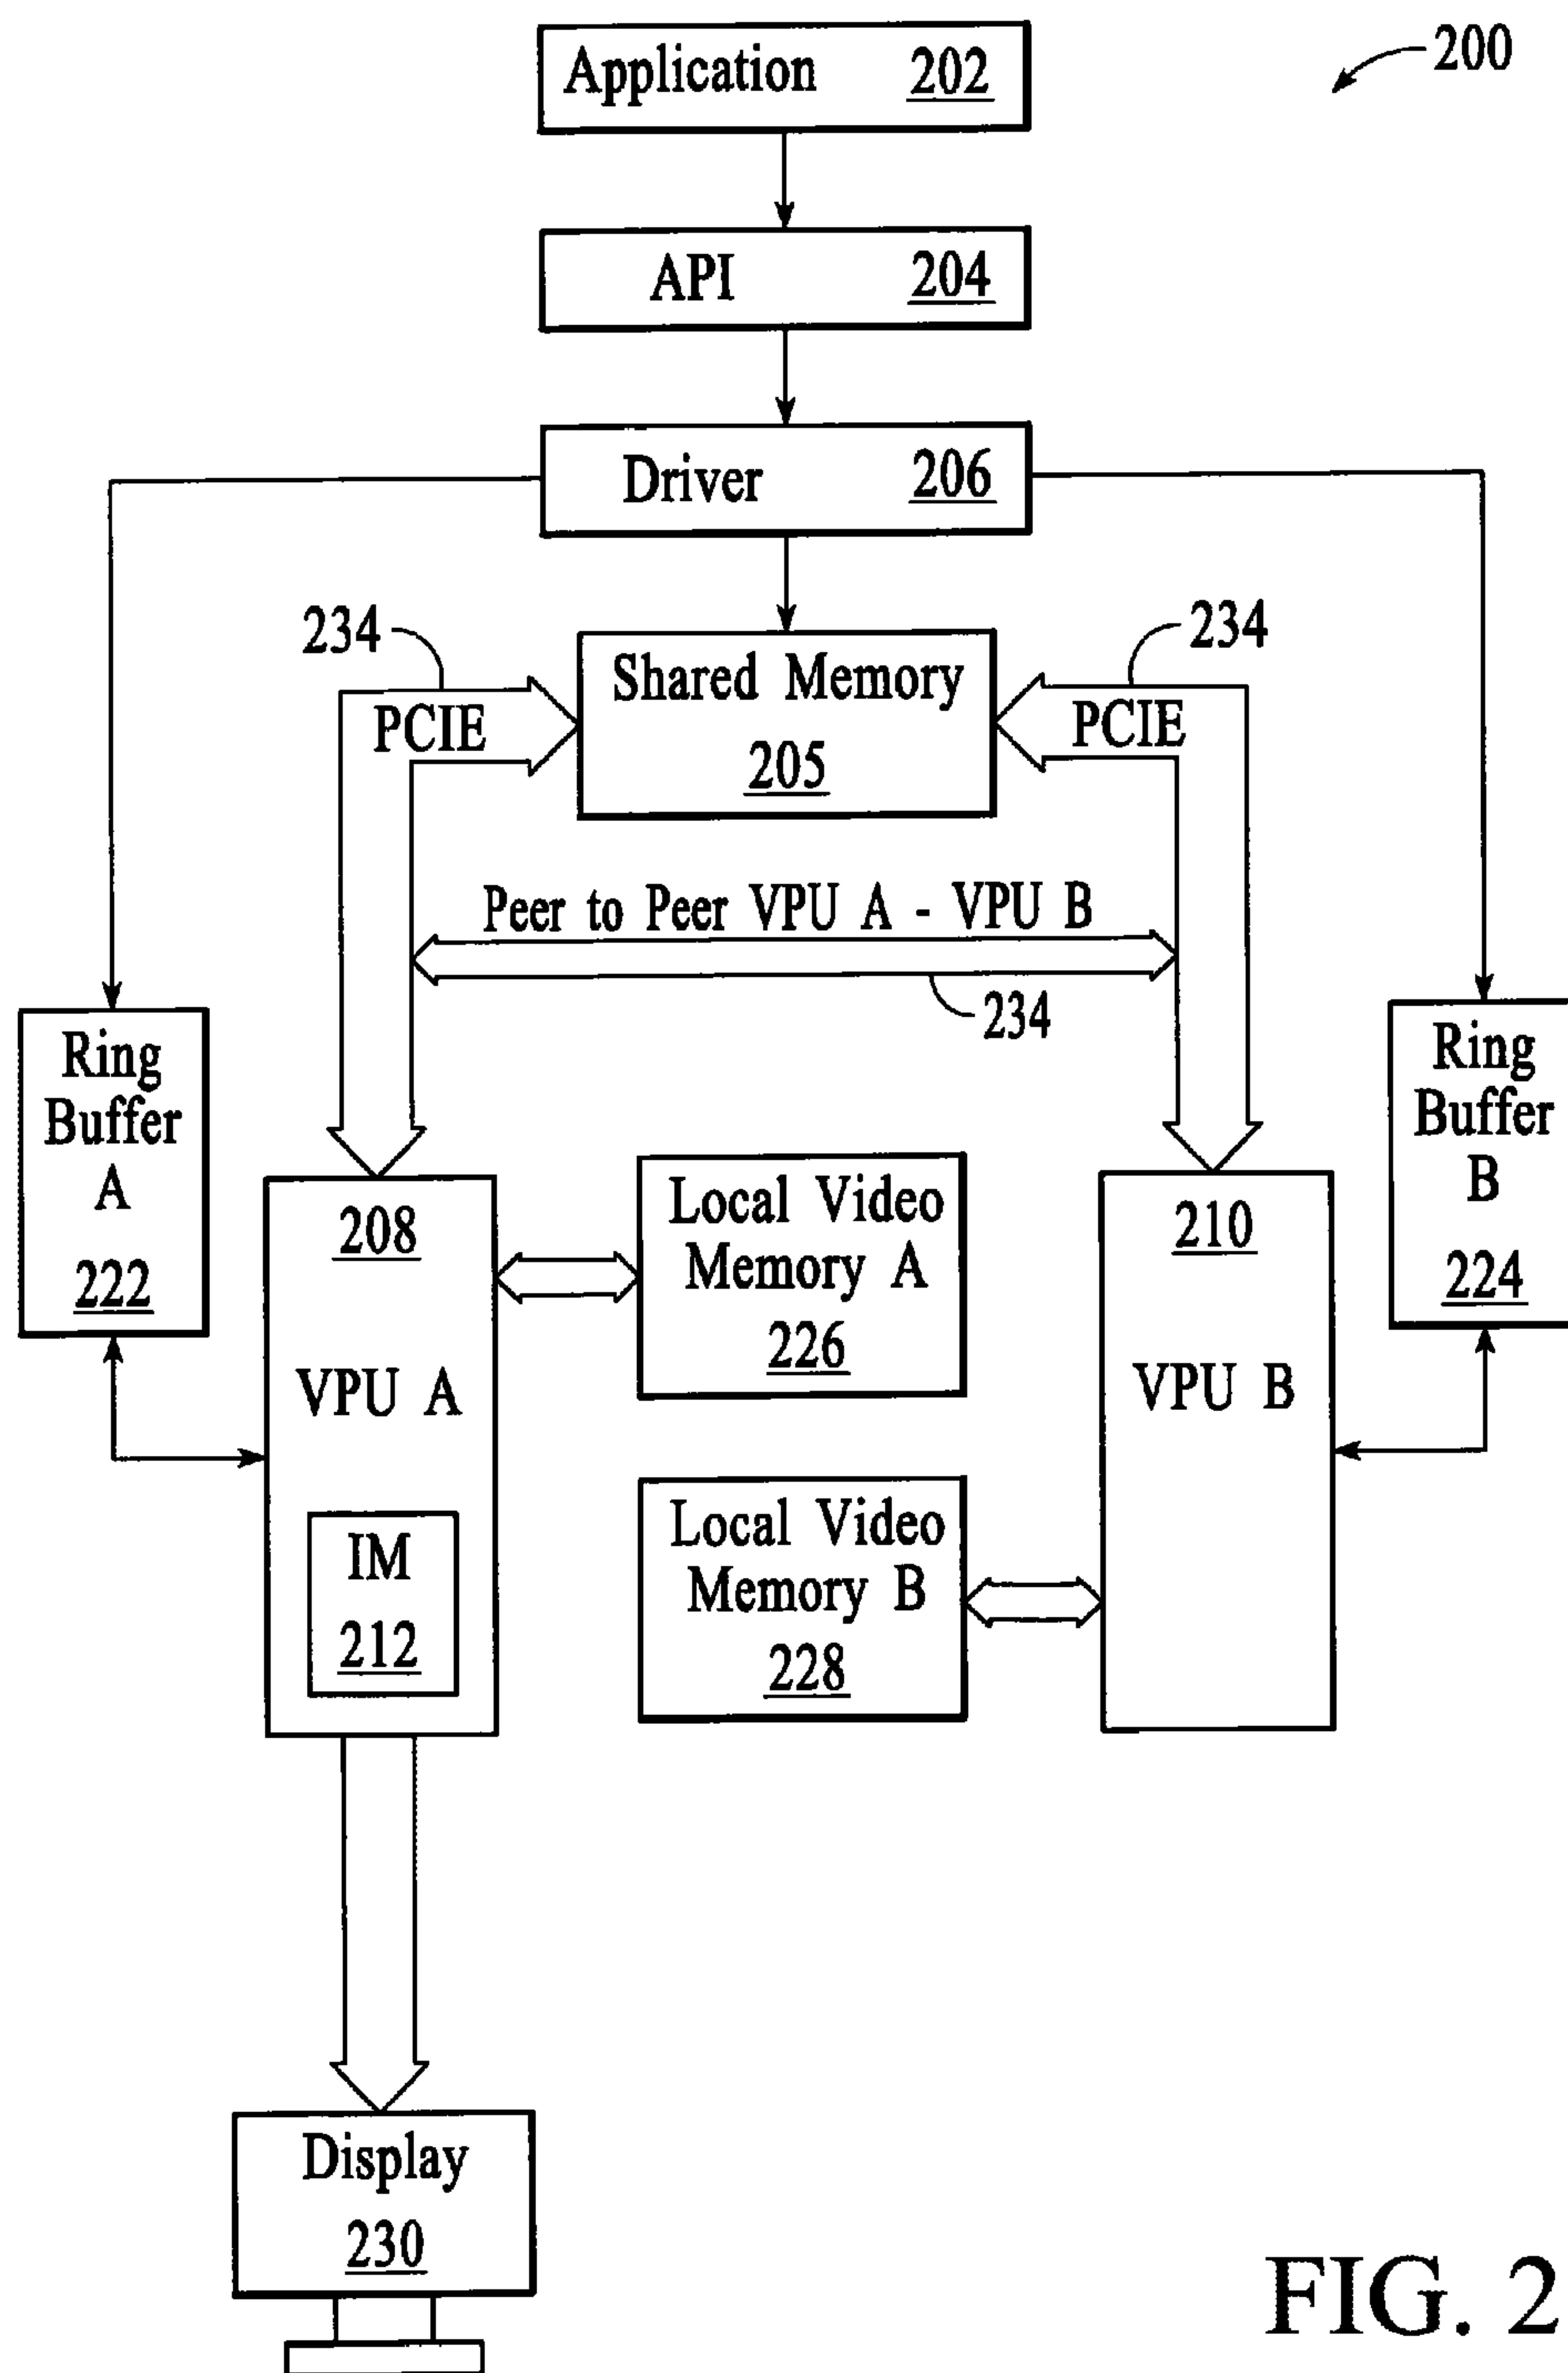 Application 202
200
API 204
Driver 206
234
234
Shared Memory
205
PCIE
PCIE
Peer to Peer VPU A - VPU B
234
Ring
Buffer
A
222
Ring
Buffer
B
224
208
VPU A
Local Video
Memory A
226
210
VPU B
IM
212
Local Video
Memory B
228
Display
230
FIG. 2